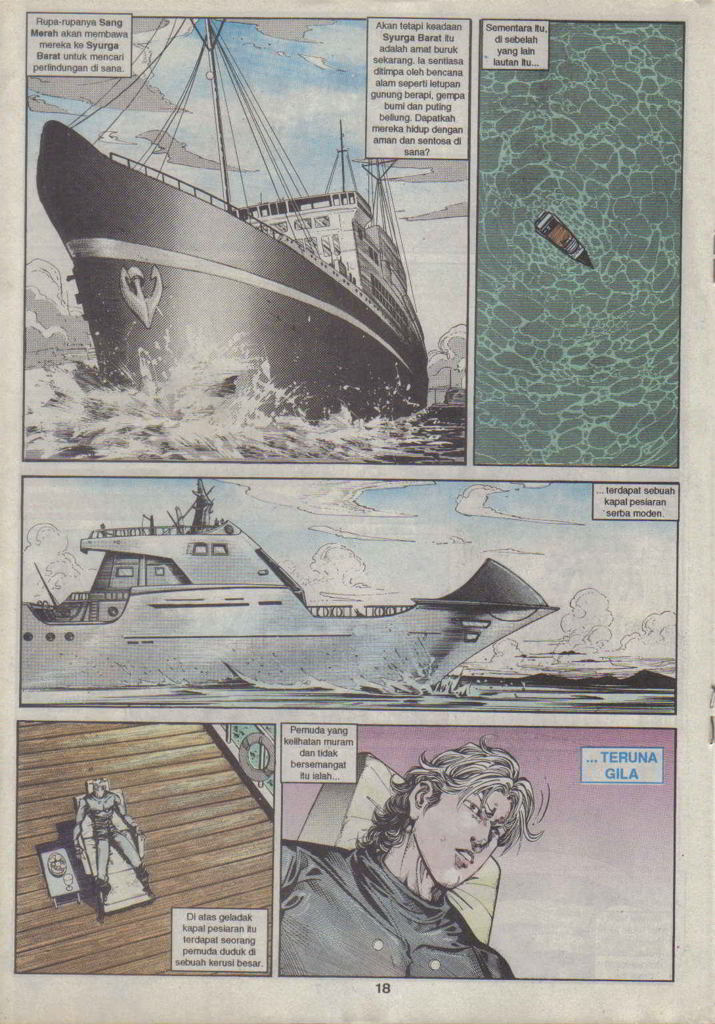 Rupa-rupanya Sang
Merah akan membawa
mereka ke Syurga
Barat untuk mencari
perlindungan di sana.
Akan tetapi keadaan
Syurga Barat itu
adalah amat buruk
sekarang. Ia sentiasa
ditimpa oleh bencana
alam seperti letupan
gunung berapi, gempa
bumi dan puting
beliung. Dapatkah
mereka hidup dengan
aman dan sentosa di
sana?
Sementara itu,
di sebelah
yang lain
lautan itu...
...terdapat sebuah
kapal pesiaran
serba moden.
Di atas geladak
kapal pesiaran itu
terdapat seorang
pemuda duduk di
sebuah kerusi besar.
Pemuda yang
kelihatan muram
dan tidak
bersemangat
itu ialah...
... TERUNA
GILA
18